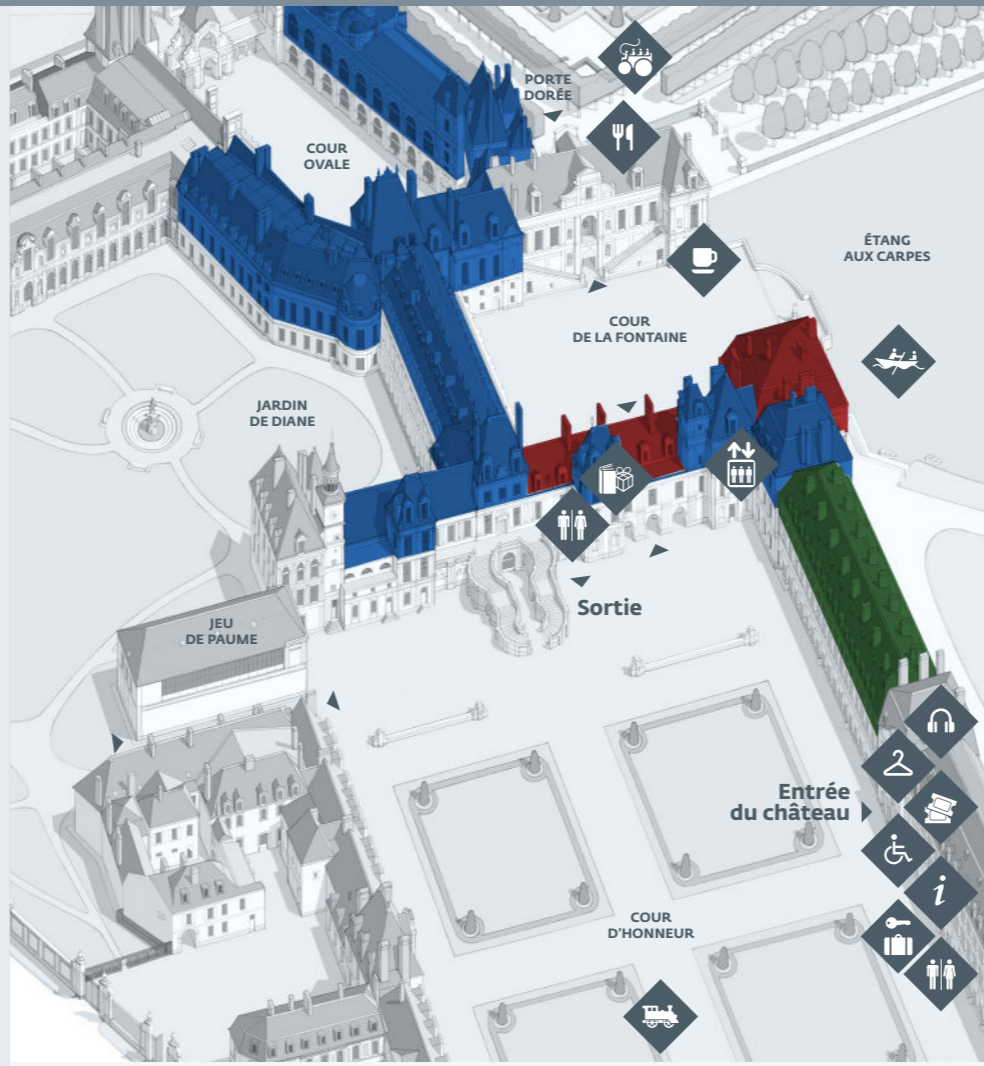 PORTE
DORÉE
COUR
OVALE
ÉTANG
AUX CARPES
COUR
DE LA FONTAINE
JARDIN
DE DIANE
Sortie
JEU
DE PAUME
Entrée
du château
i
COUR
D'HONNEUR